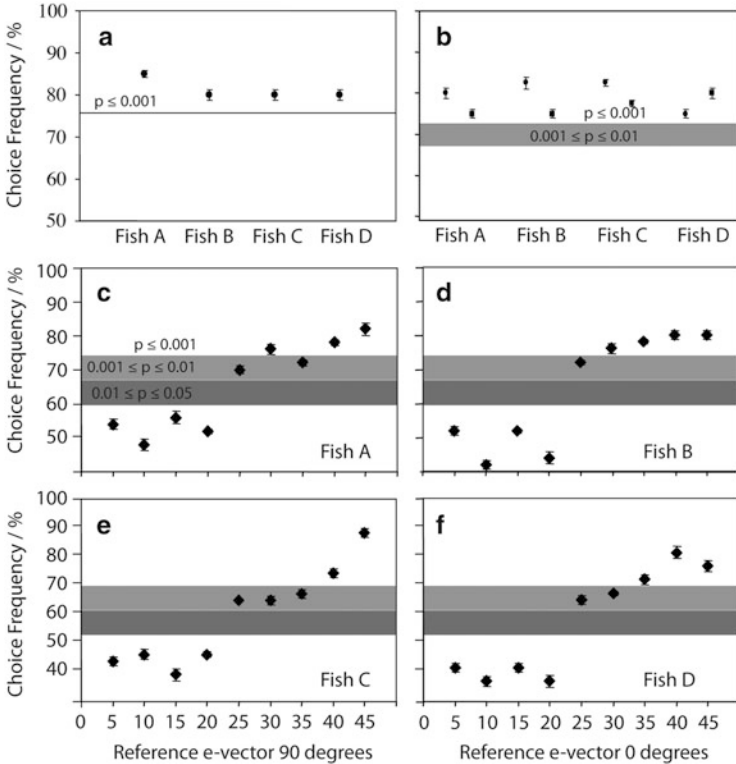 Choice Frequency / %
100
90
80
70
60
50
a
p ≤ 0.001
Fish A Fish B Fish C Fish D
b
p ≤ 0.001
0.001 ≤ p ≤ 0.01
Fish A Fish B Fish C Fish D
Choice Frequency / %
100
90
80
70
60
50
c
p ≤ 0.001
0.001 ≤ p ≤ 0.01
0.01 ≤ p ≤ 0.05
Fish A
d
Fish B
Choice Frequency / %
100
90
80
70
60
50
40
e
Fish C
0 5 10 15 20 25 30 35 40 45
Reference e-vector 90 degrees
f
Fish D
0 5 10 15 20 25 30 35 40 45
Reference e-vector 0 degrees